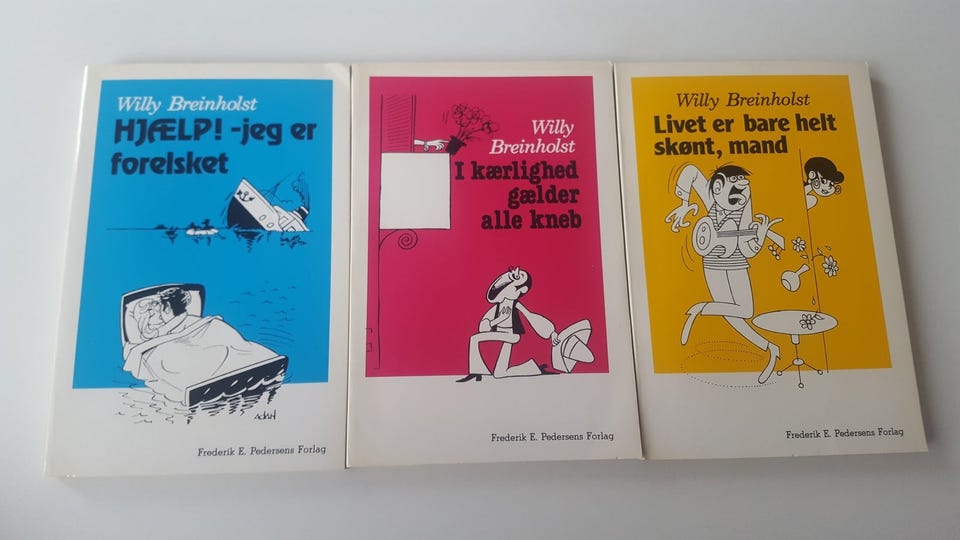 Willy Breinholst
HJÆLP! -jeg er
forelsket
Frederik E. Pedersens Forlag
Willy
Breinholst
I kærlighed
gælder
alle kneb
Frederik E. Pedersens Forlag
Willy Breinholst
Livet er bare helt
skønt, mand
Frederik E. Pedersens Forlag